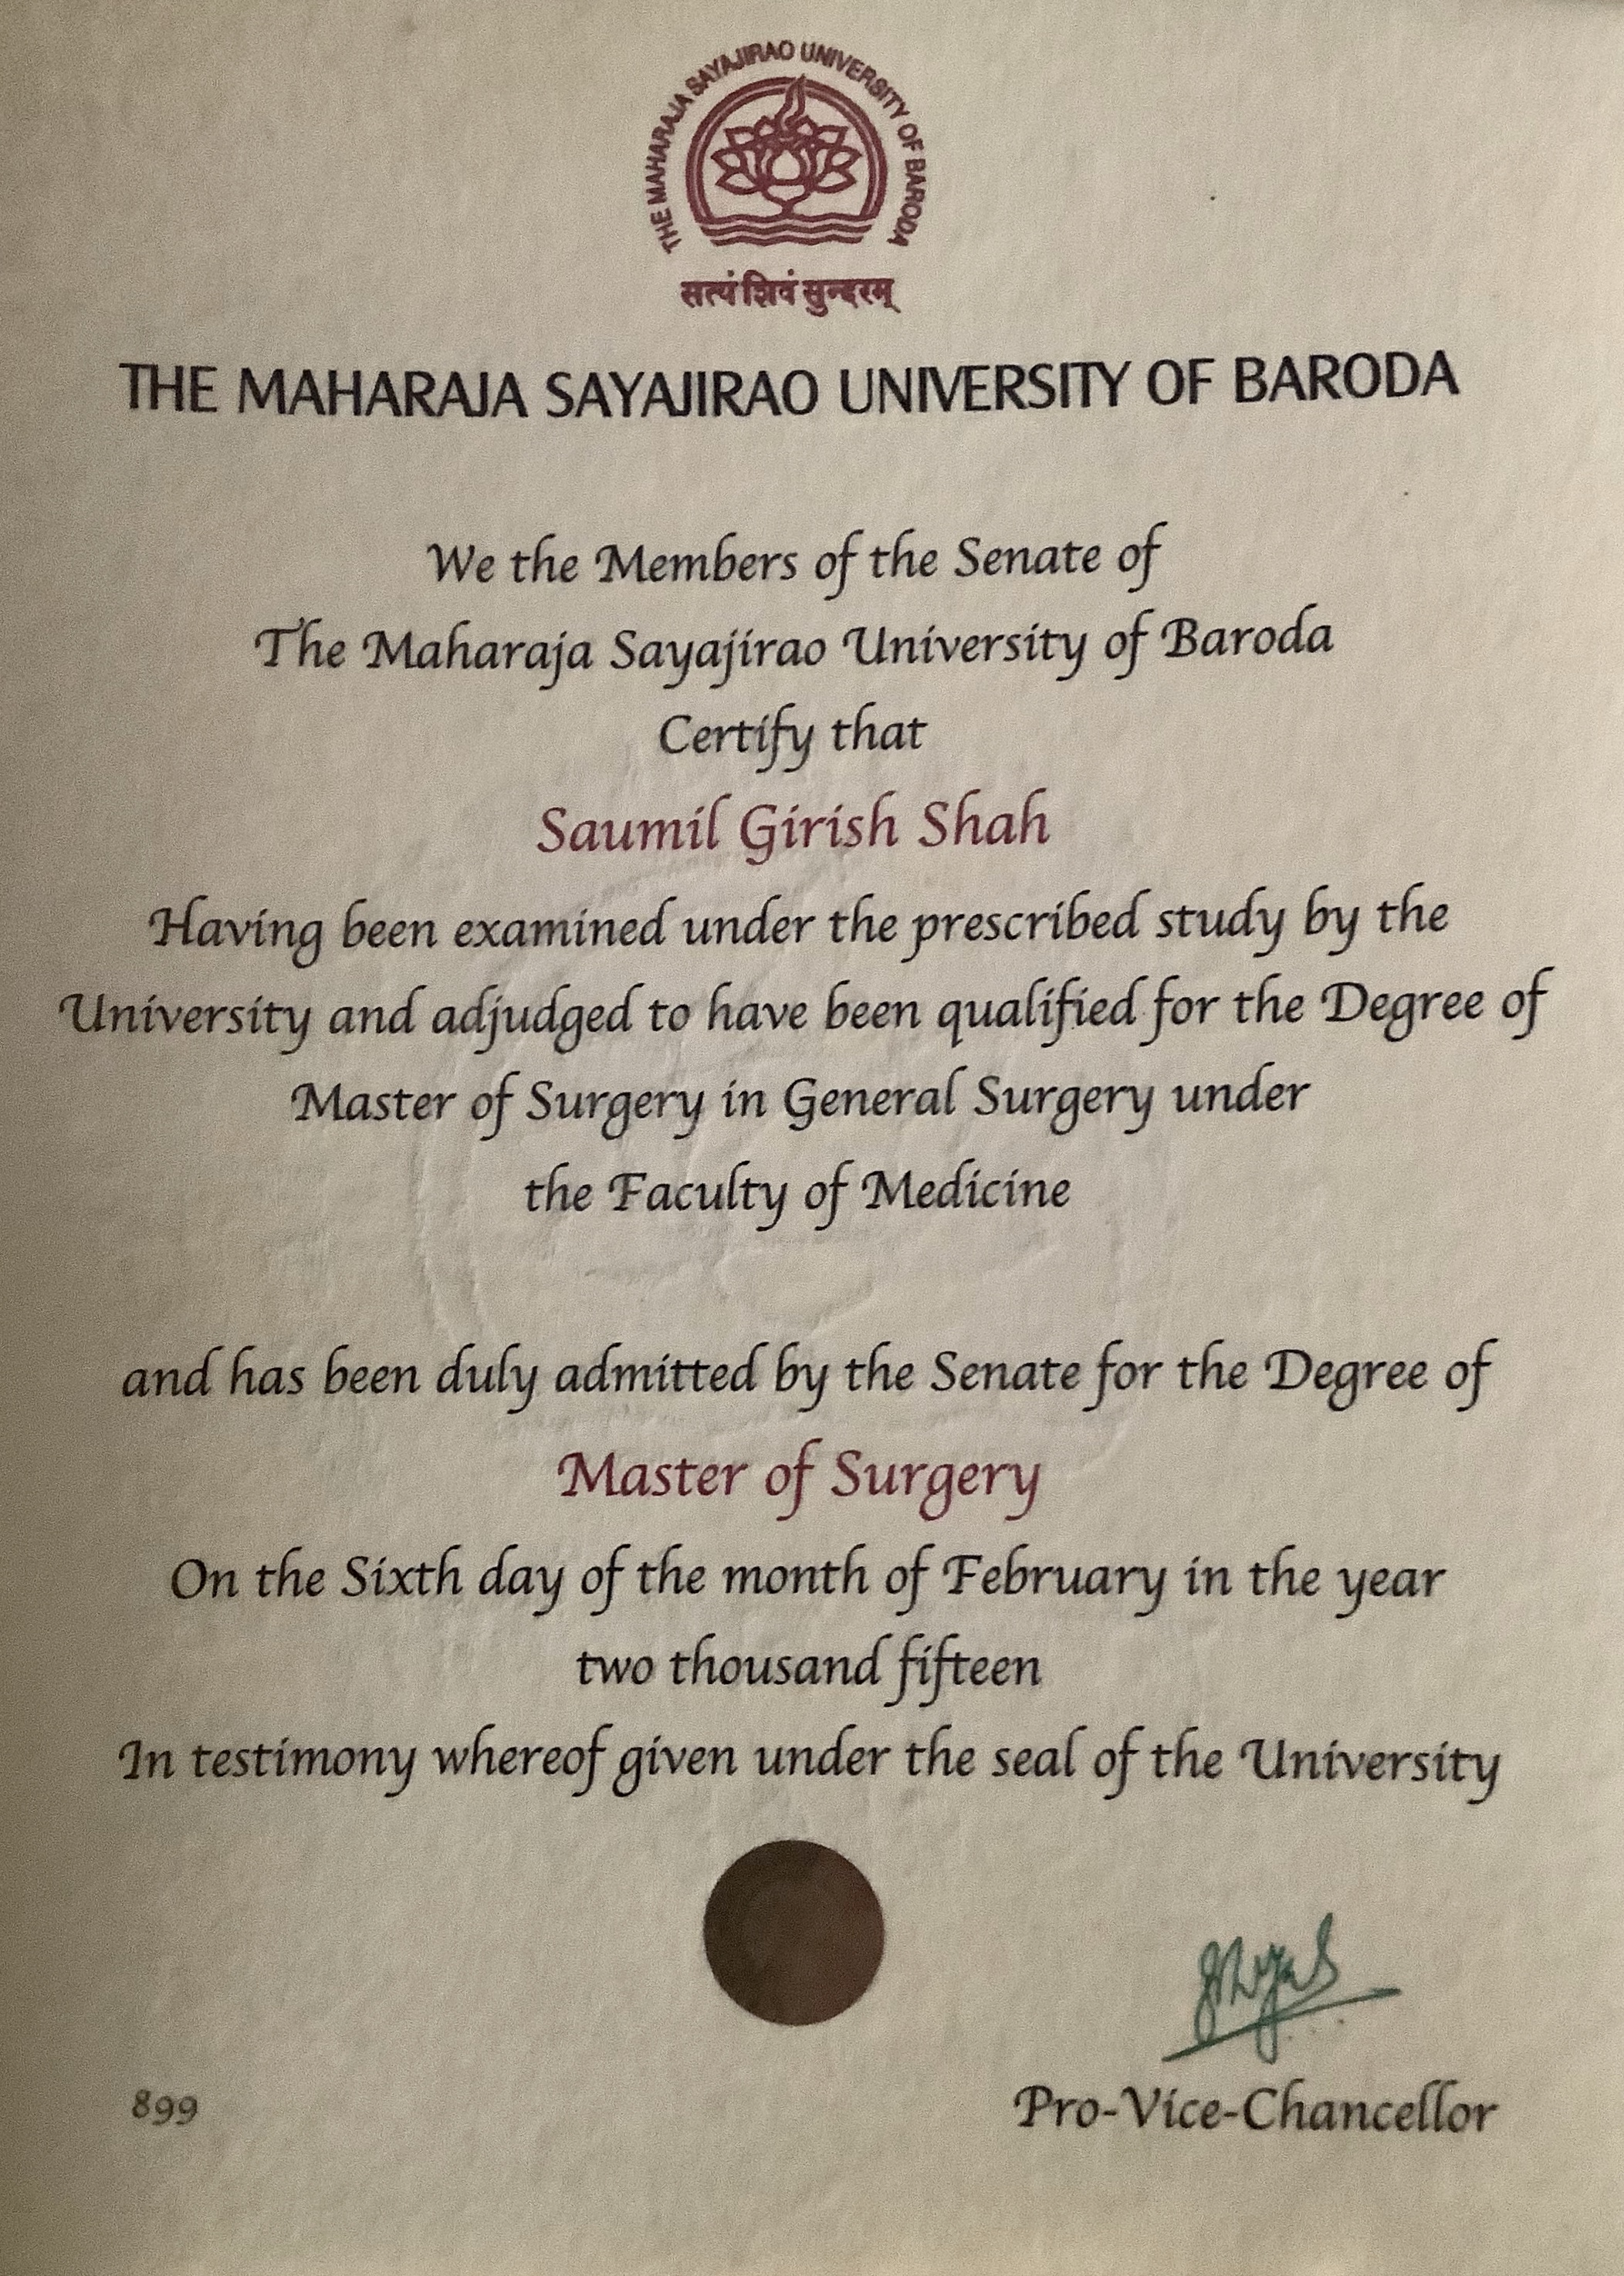 THE MAHARAJA SAYAJIRAO UNIVERSITY OF BARODA
सत्यं शिवं सुन्दरम्
THE MAHARAJA SAYAJIRAO UNIVERSITY OF BARODA
We the Members of the Senate of
The Maharaja Sayajirao University of Baroda
Certify that
Saumil Girish Shah
Having been examined under the prescribed study by the
University and adjudged to have been qualified for the Degree of
Master of Surgery in General Surgery under
the Faculty of Medicine
and has been duly admitted by the Senate for the Degree of
Master of Surgery
On the Sixth day of the month of February in the year
two thousand fifteen
In testimony whereof given under the seal of the University
899
Pro-Vice-Chancellor